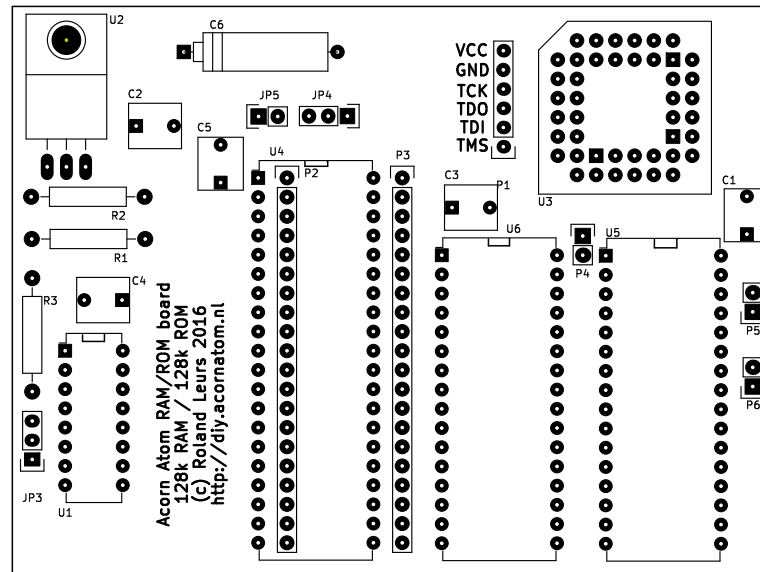 U2
C6
VCC
GND
TCK
TDO
TDI
TMS
C2
JP5
JP4
C5
U4
P3
P2
C3
P1
U3
C1
R2
R1
U6
U5
P4
C4
R3
P5
P6
Acorn Atom RAM/ROM board
128k RAM / 128k ROM
(c) Roland Leurs 2016
http://diy.acornatom.nl
JP3
U1